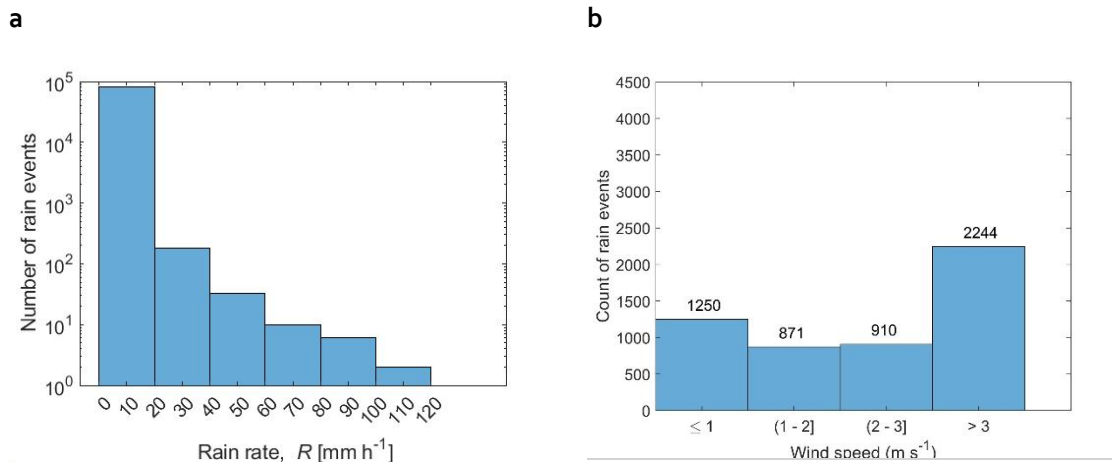 a
10^5
10^4
10^3
10^2
10^1
10^0
Number of rain events
0 10 20 30 40 50 60 70 80 90 100 110 120
Rain rate, R [mm h^-1]
b
4500
4000
3500
3000
2500
2000
1500
1000
500
0
Count of rain events
1250
871
910
2244
≤ 1 (1 - 2] (2 - 3] > 3
Wind speed (m s^-1)